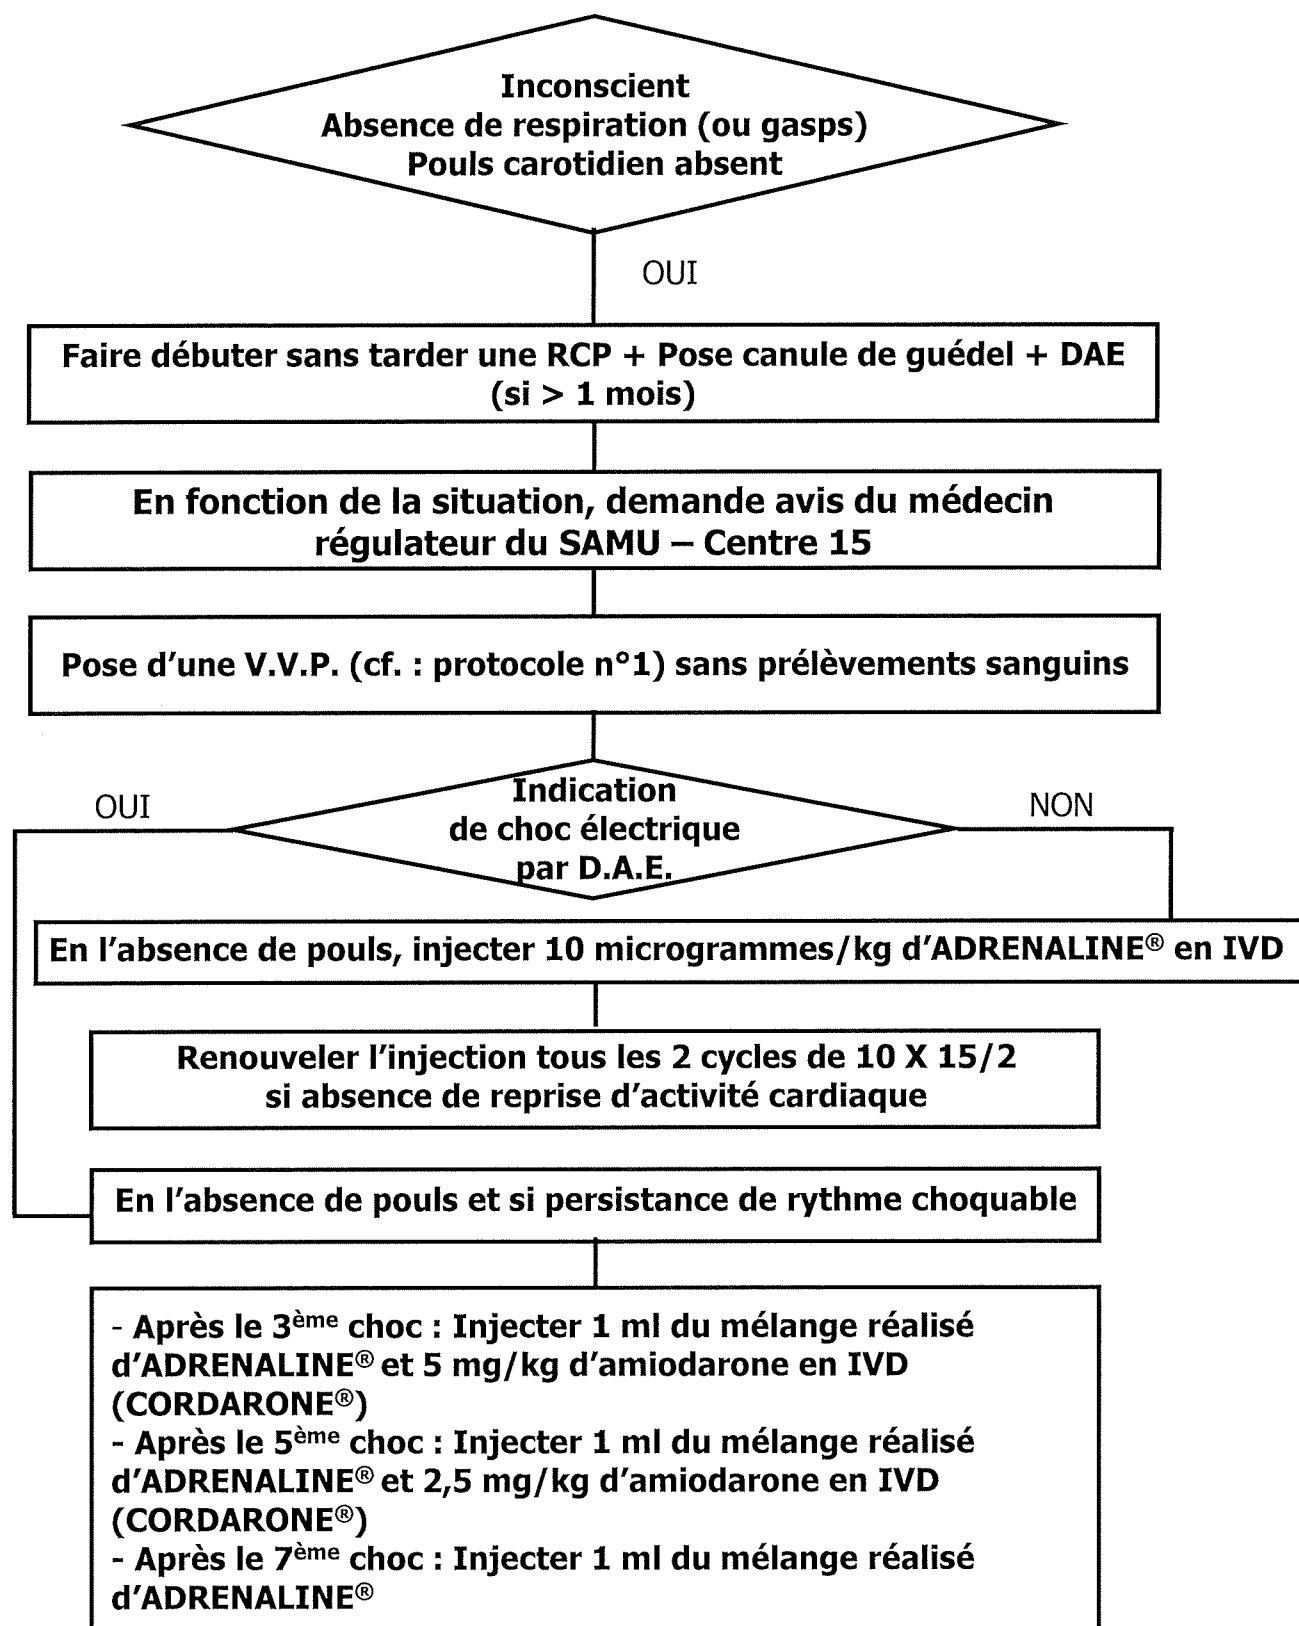 Inconscient
Absence de respiration (ou gasps)
Pouls carotidien absent
OUI
Faire débuter sans tarder une RCP + Pose canule de guédel + DAE
(si > 1 mois)
En fonction de la situation, demande avis du médecin
régulateur du SAMU – Centre 15
Pose d'une V.V.P. (cf. : protocole n°1) sans prélèvements sanguins
OUI
Indication
de choc électrique
par D.A.E.
NON
En l'absence de pouls, injecter 10 microgrammes/kg d'ADRENALINE® en IVD
Renouveler l'injection tous les 2 cycles de 10 X 15/2
si absence de reprise d'activité cardiaque
En l'absence de pouls et si persistance de rythme choquable
- Après le 3ème choc : Injecter 1 ml du mélange réalisé
d'ADRENALINE® et 5 mg/kg d'amiodarone en IVD
(CORDARONE®)
- Après le 5ème choc : Injecter 1 ml du mélange réalisé
d'ADRENALINE® et 2,5 mg/kg d'amiodarone en IVD
(CORDARONE®)
- Après le 7ème choc : Injecter 1 ml du mélange réalisé
d'ADRENALINE®